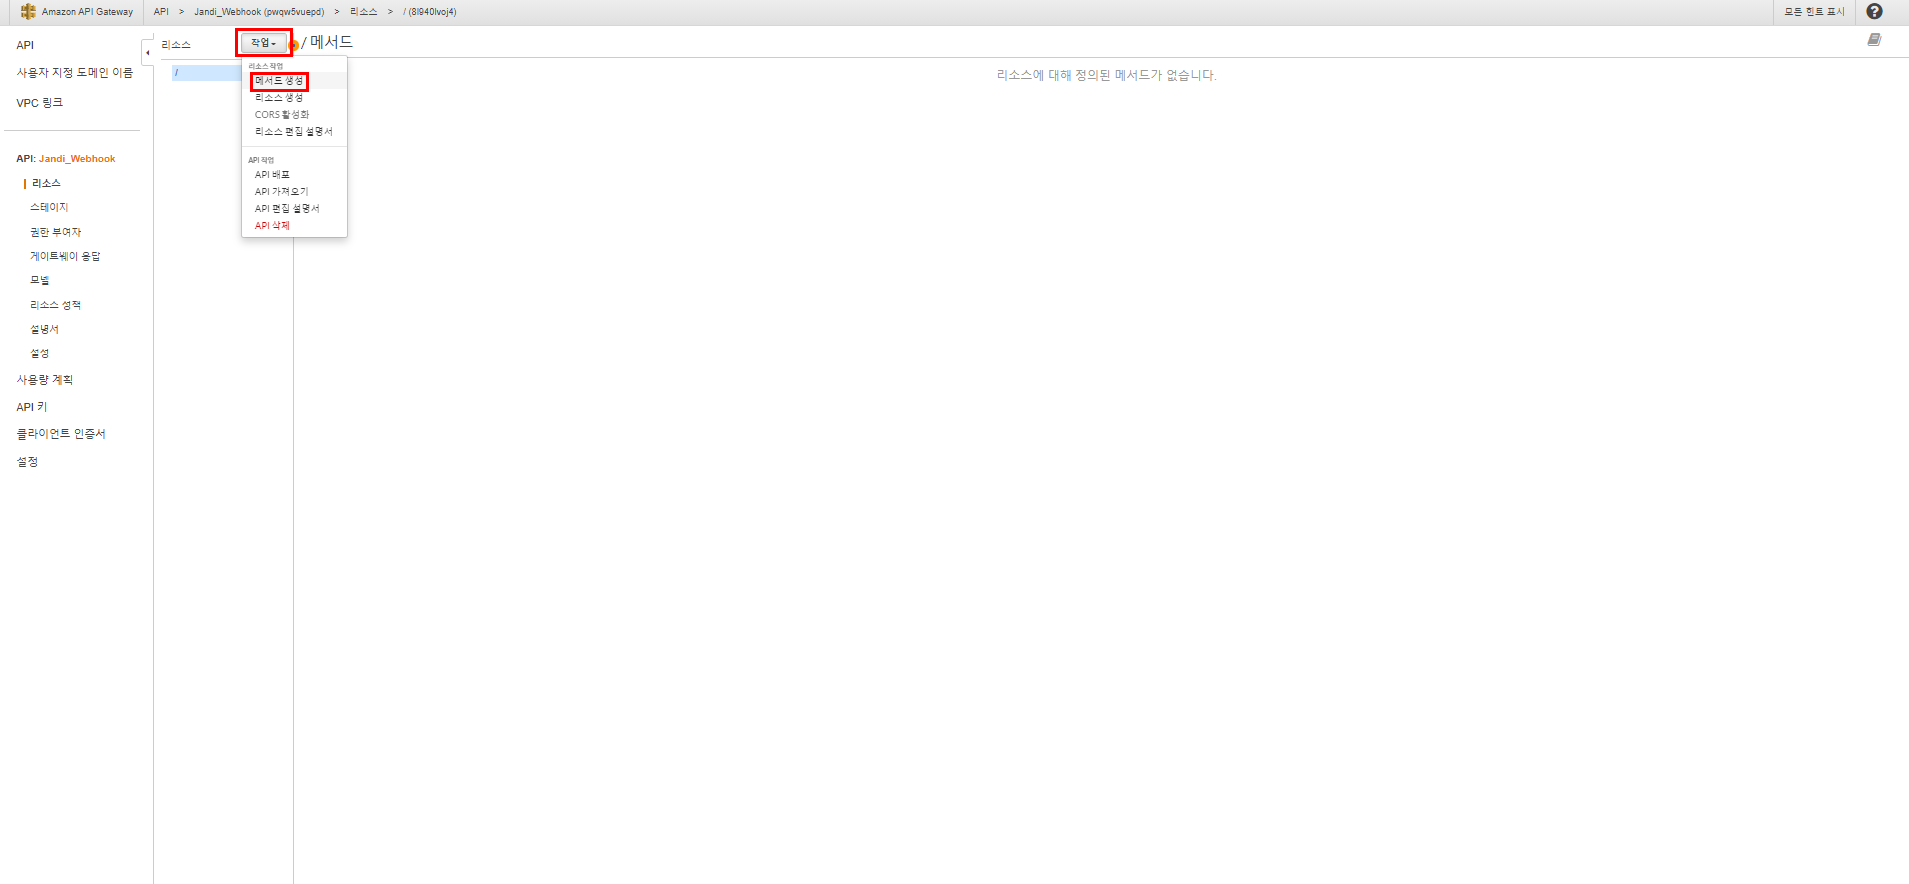 Amazon API Gateway
API > Jandi_Webhook (pwqw5vuepd) > 리소스 > / (8l940lvoj4)
모든 힌트 표시
API
사용자 지정 도메인 이름
VPC 링크
API: Jandi_Webhook
리소스
스테이지
권한 부여자
게이트웨이 응답
모델
리소스 정책
설명서
설정
사용량 계획
API 키
클라이언트 인증서
설정
리소스
작업
/
리소스 작업
메서드 생성
리소스 생성
CORS 활성화
리소스 편집 설명서
API 작업
API 배포
API 가져오기
API 편집 설명서
API 삭제
/ 메서드
리소스에 대해 정의된 메서드가 없습니다.